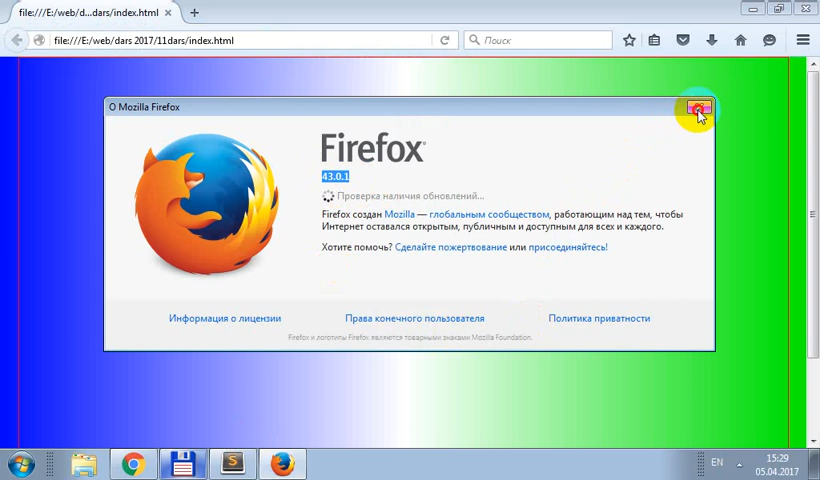 file:///E:/web/d...dars/index.html
file:///E:/web/dars 2017/11dars/index.html
Поиск
О Mozilla Firefox
Firefox
43.0.1
Проверка наличия обновлений...
Firefox создан Mozilla — глобальным сообществом, работающим над тем, чтобы
Интернет оставался открытым, публичным и доступным для всех и каждого.
Хотите помочь? Сделайте пожертвование или присоединяйтесь!
Информация о лицензии
Права конечного пользователя
Политика приватности
Firefox и логотипы Firefox являются товарными знаками Mozilla Foundation.
EN
15:29
05.04.2017